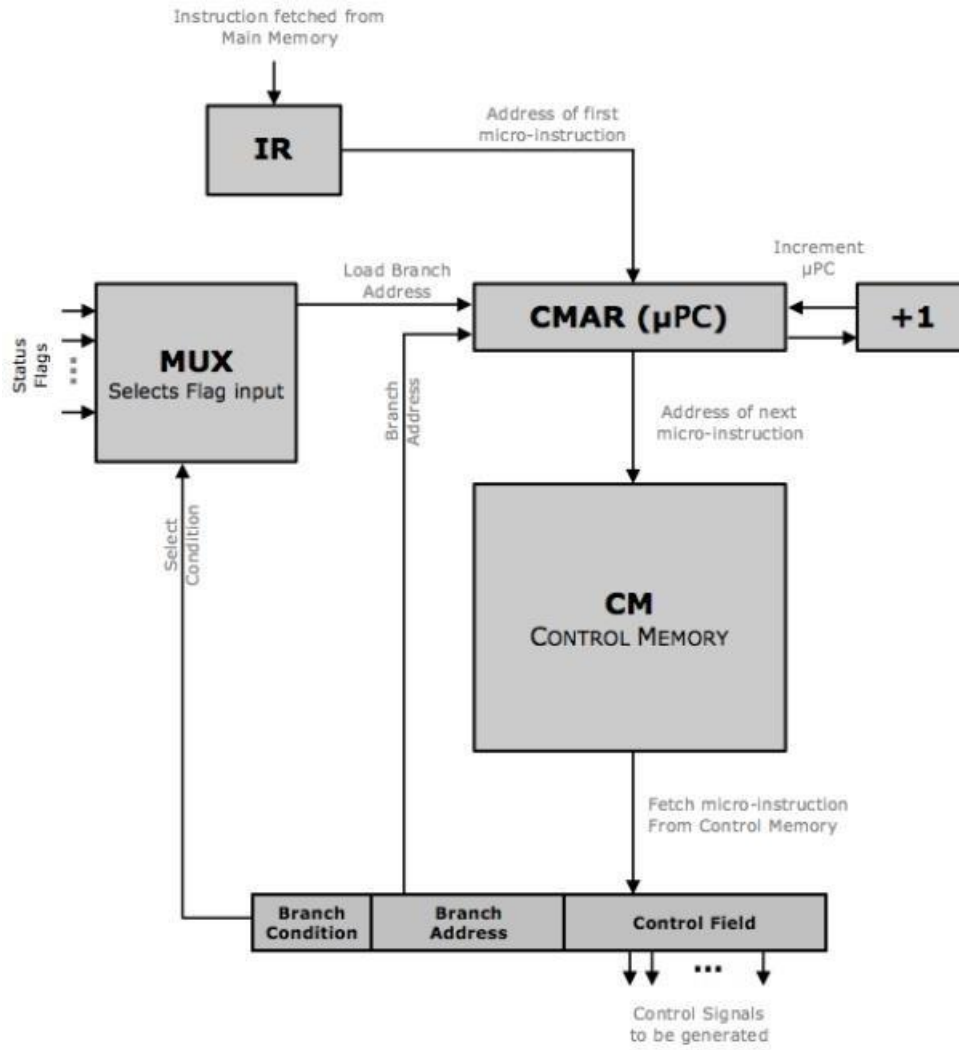 Instruction fetched from
Main Memory
IR
Address of first
micro-instruction
Increment
µPC
Load Branch
Address
CMAR (µPC)
+1
Status
Flags
...
MUX
Selects Flag input
Branch
Address
Address of next
micro-instruction
Select
Condition
CM
CONTROL MEMORY
Fetch micro-instruction
From Control Memory
Branch
Condition
Branch
Address
Control Field
...
Control Signals
to be generated